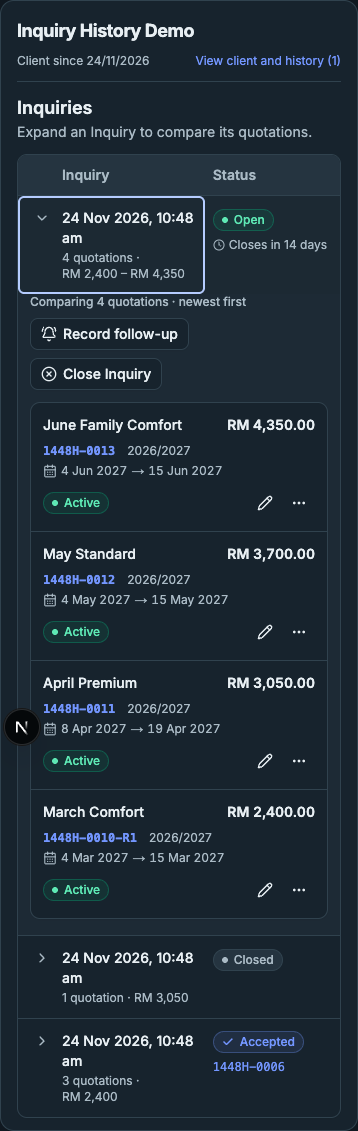 Inquiry History Demo
Client since 24/11/2026 View client and history (1)
Inquiries
Expand an Inquiry to compare its quotations.
Inquiry Status
24 Nov 2026, 10:48
am
4 quotations ·
RM 2,400 – RM 4,350
Open
Closes in 14 days
Comparing 4 quotations · newest first
Record follow-up
Close Inquiry
June Family Comfort RM 4,350.00
1448H-0013 2026/2027
4 Jun 2027 → 15 Jun 2027
Active
May Standard RM 3,700.00
1448H-0012 2026/2027
4 May 2027 → 15 May 2027
Active
April Premium RM 3,050.00
1448H-0011 2026/2027
N
8 Apr 2027 → 19 Apr 2027
Active
March Comfort RM 2,400.00
1448H-0010-R1 2026/2027
4 Mar 2027 → 15 Mar 2027
Active
24 Nov 2026, 10:48
am
1 quotation · RM 3,050
Closed
24 Nov 2026, 10:48
am
3 quotations ·
RM 2,400
Accepted
1448H-0006